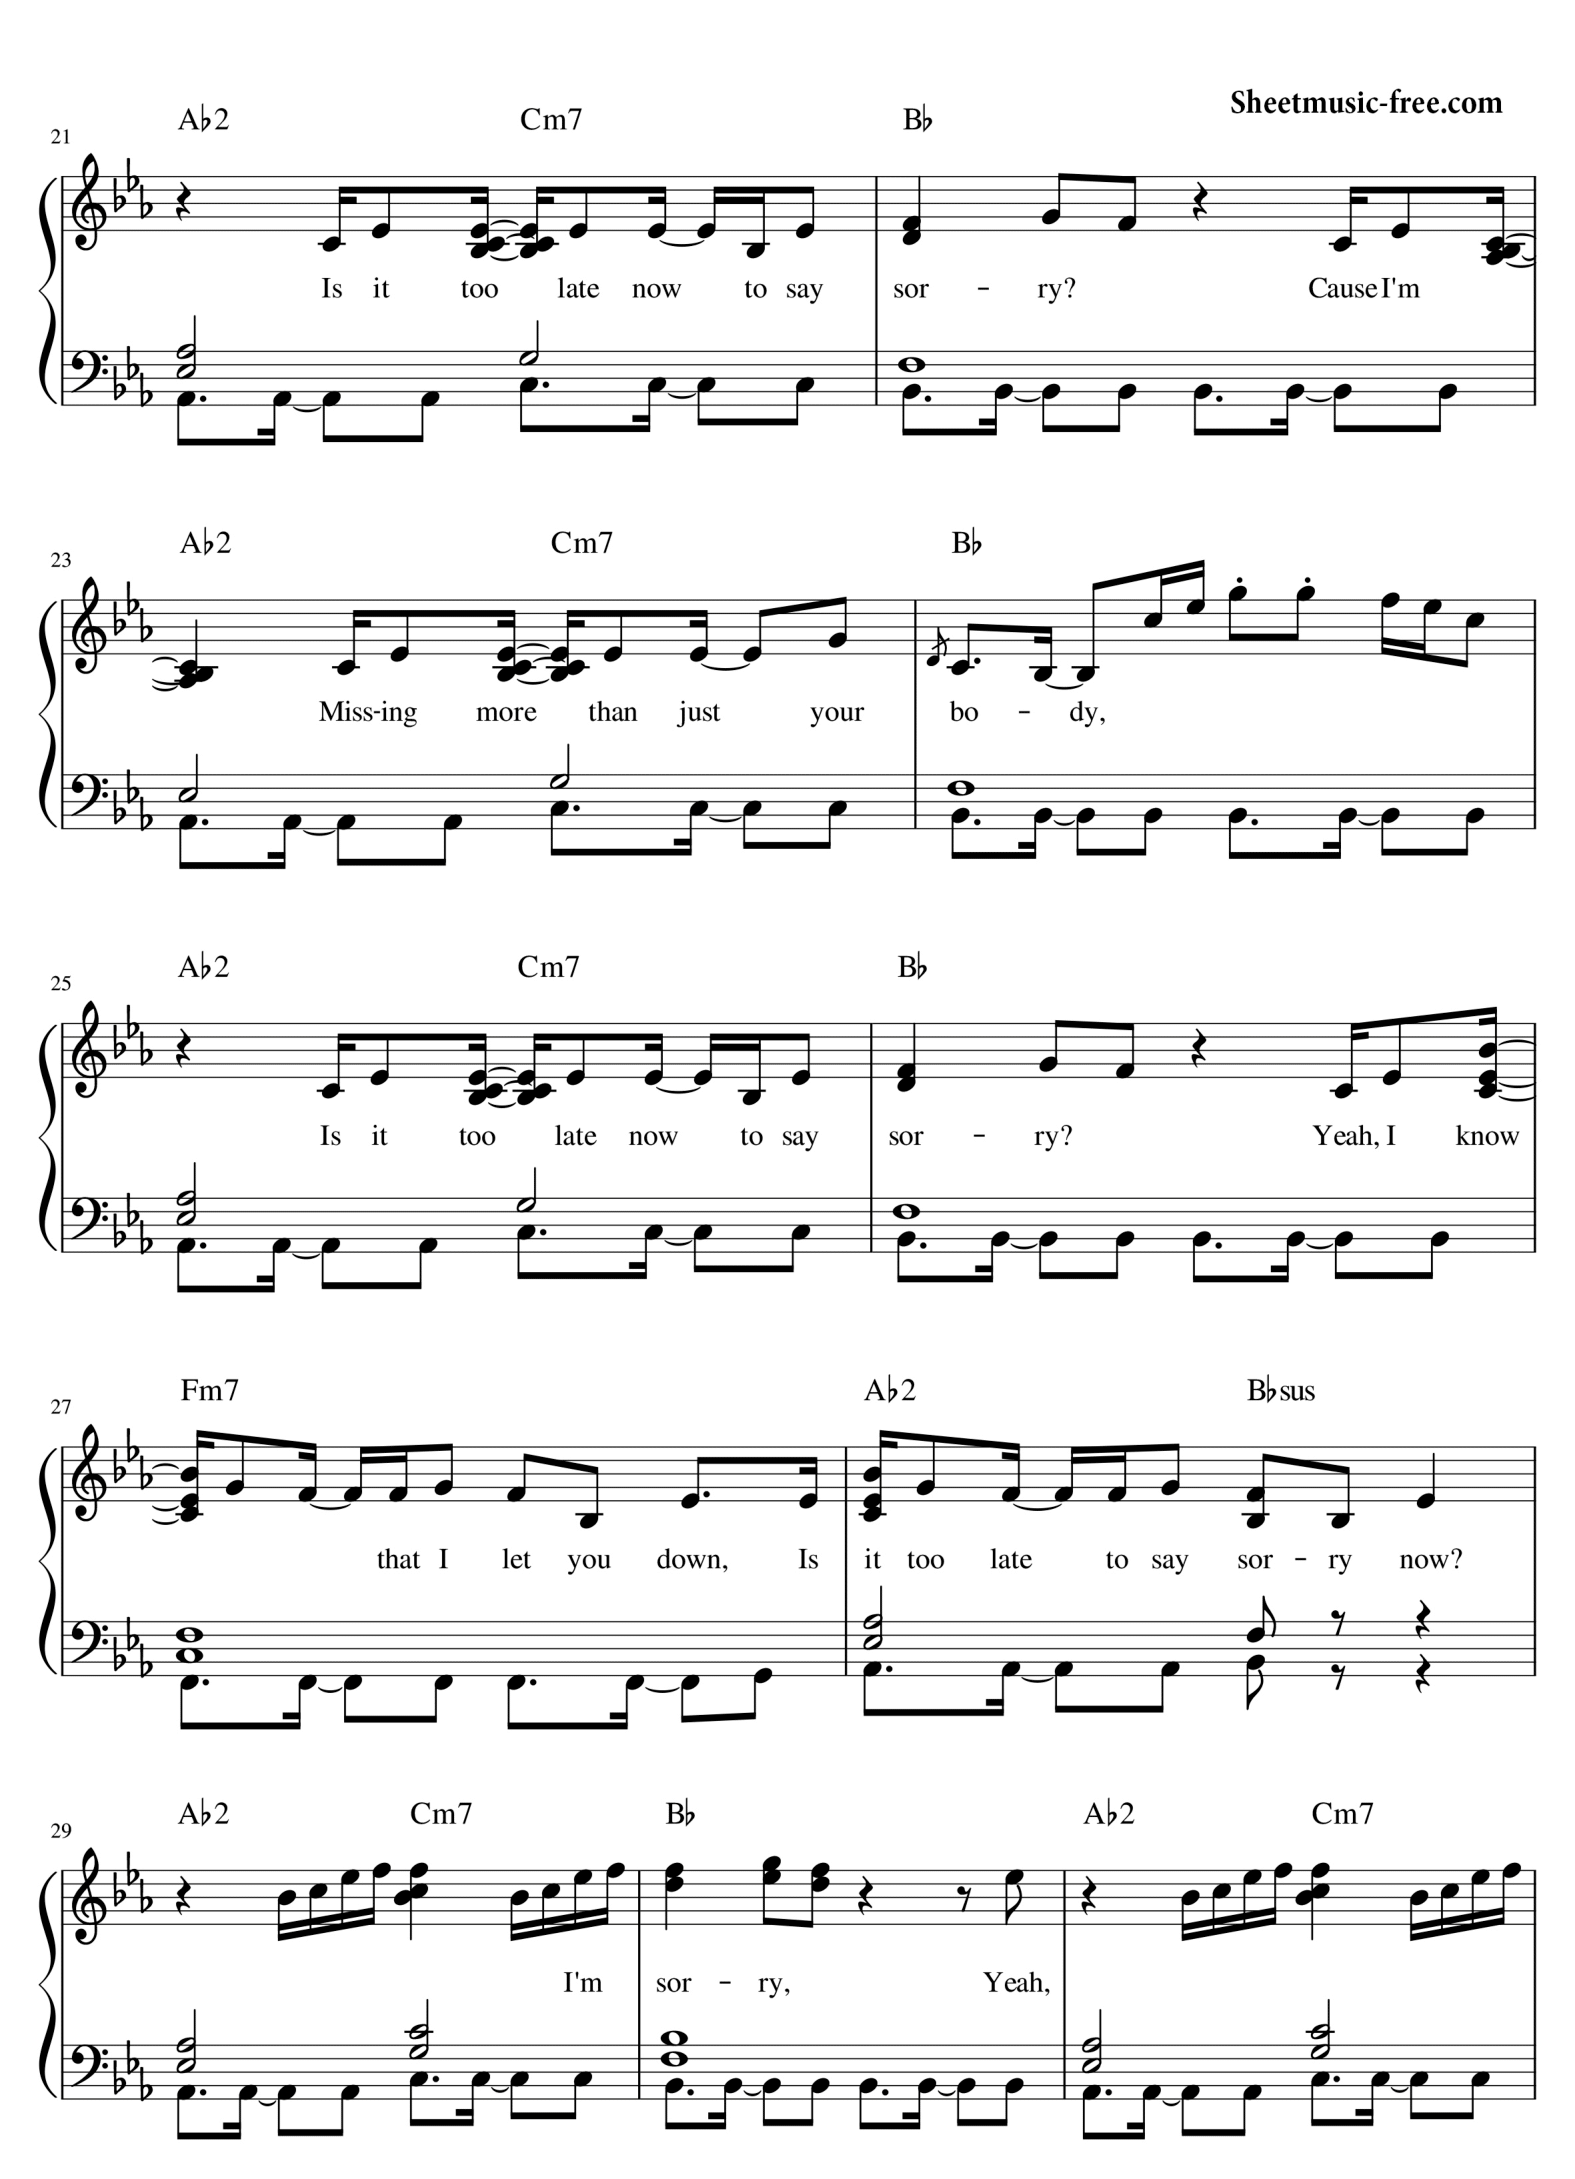 Sheetmusic-free.com
A♭2 Cm7 B♭
21
Is it too late now to say sor - ry? Cause I'm
A♭2 Cm7 B♭
23
Miss-ing more than just your bo - dy,
A♭2 Cm7 B♭
25
Is it too late now to say sor - ry? Yeah, I know
Fm7 A♭2 B♭sus
27
that I let you down, Is it too late to say sor - ry now?
A♭2 Cm7 B♭ A♭2 Cm7
29
I'm sor - ry, Yeah,